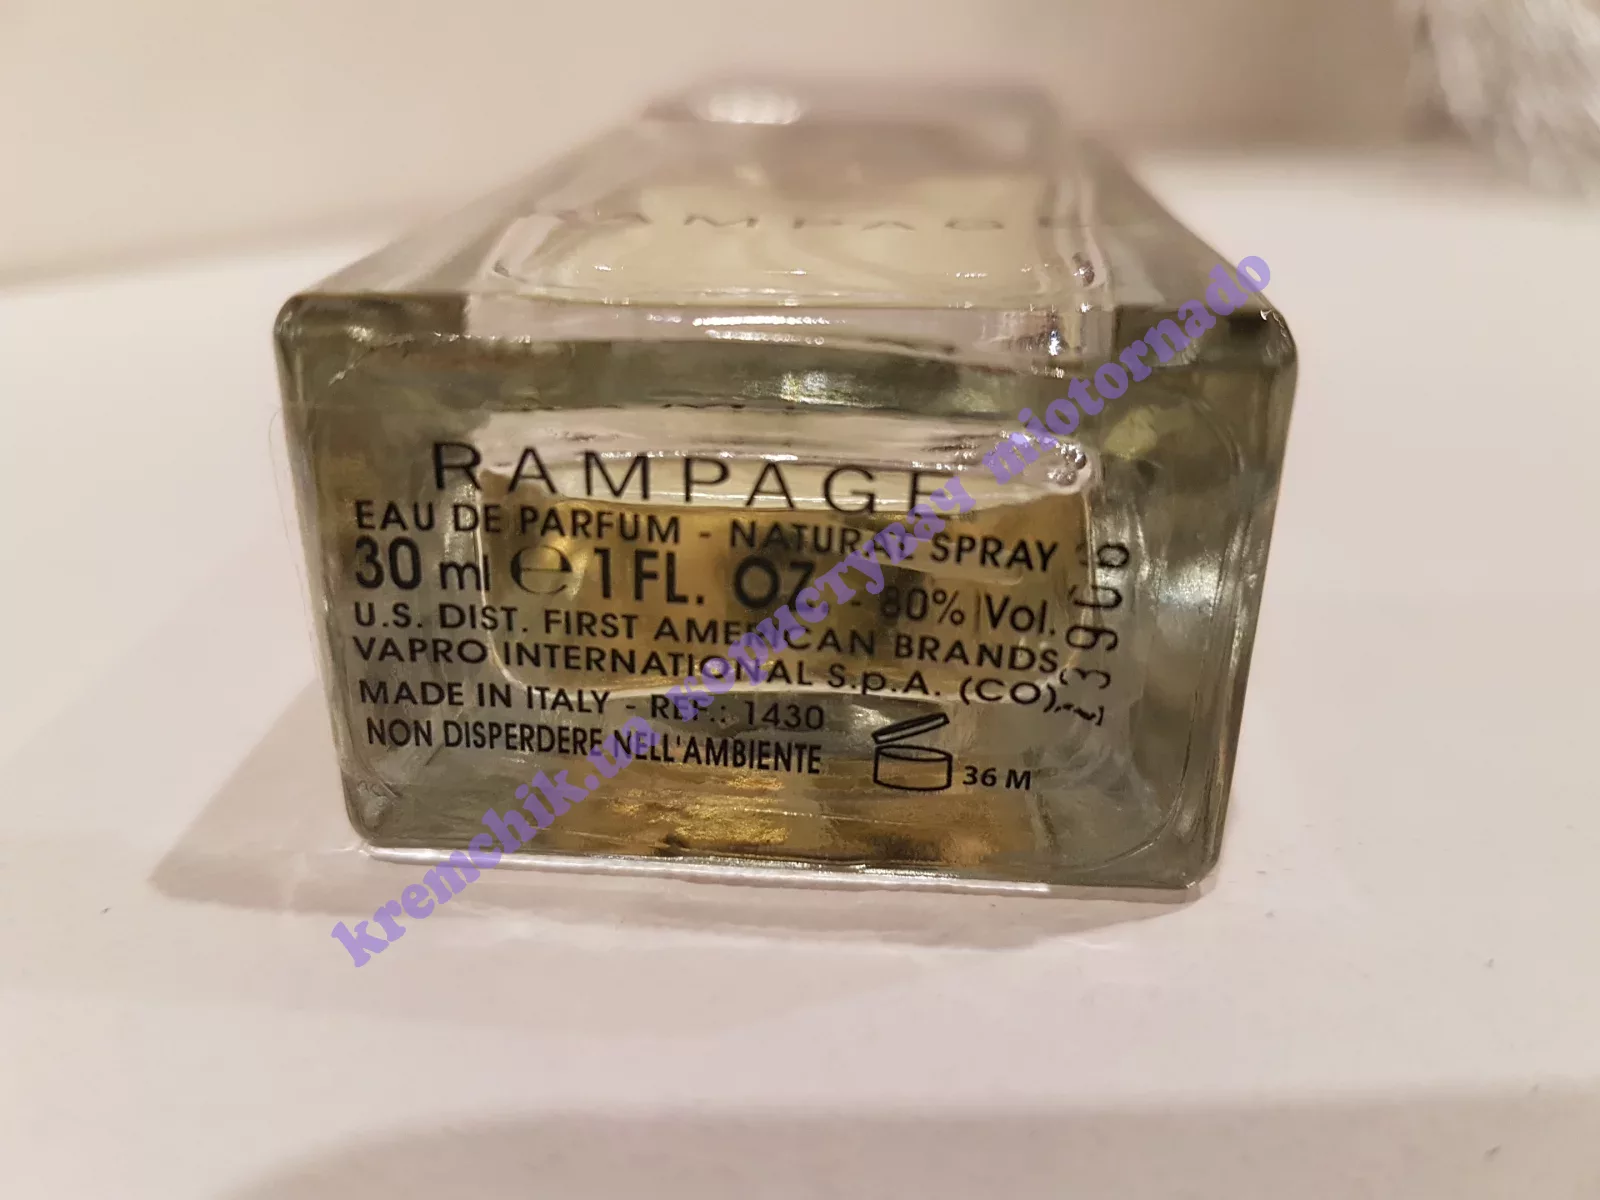 RAMPAGE
RAMPAGE
EAU DE PARFUM - NATURAL SPRAY
30 ml ℮ 1 FL. OZ. - 80% Vol.
U.S. DIST. FIRST AMERICAN BRANDS
VAPRO INTERNATIONAL S.p.A. (CO)
MADE IN ITALY - REF.: 1430
NON DISPERDERE NELL'AMBIENTE
36 M
kremchik.ua користувач miotornado